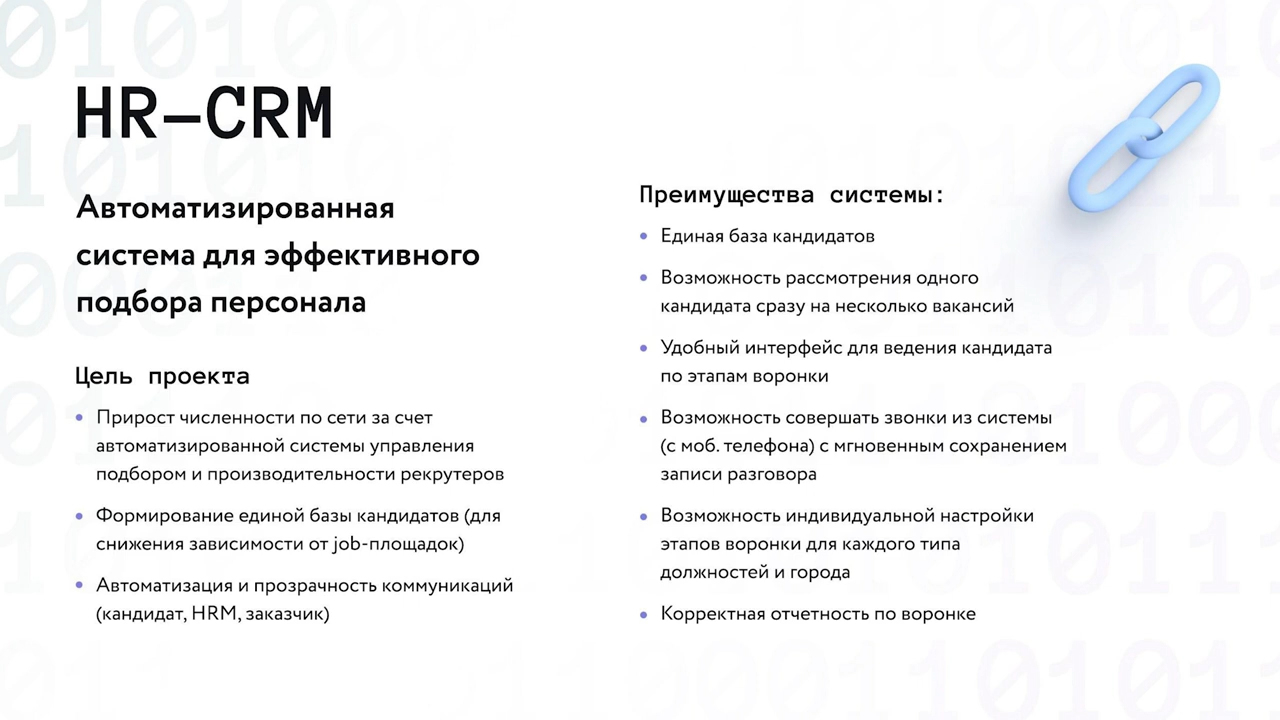 HR–CRM
Автоматизированная
система для эффективного
подбора персонала
Цель проекта
• Прирост численности по сети за счет
автоматизированной системы управления
подбором и производительности рекрутеров
• Формирование единой базы кандидатов (для
снижения зависимости от job-площадок)
• Автоматизация и прозрачность коммуникаций
(кандидат, HRM, заказчик)
Преимущества системы:
• Единая база кандидатов
• Возможность рассмотрения одного
кандидата сразу на несколько вакансий
• Удобный интерфейс для ведения кандидата
по этапам воронки
• Возможность совершать звонки из системы
(с моб. телефона) с мгновенным сохранением
записи разговора
• Возможность индивидуальной настройки
этапов воронки для каждого типа
должностей и города
• Корректная отчетность по воронке